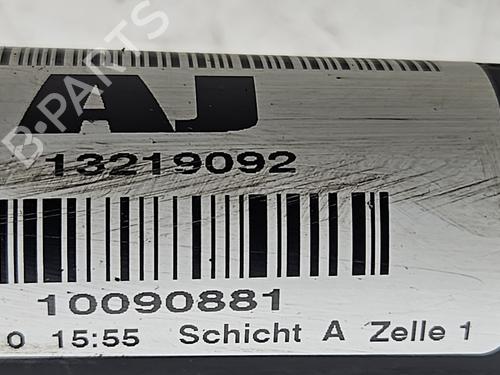 AJ
13219092
10090881
0 15:55 Schicht A Zelle 1
B-PARTS